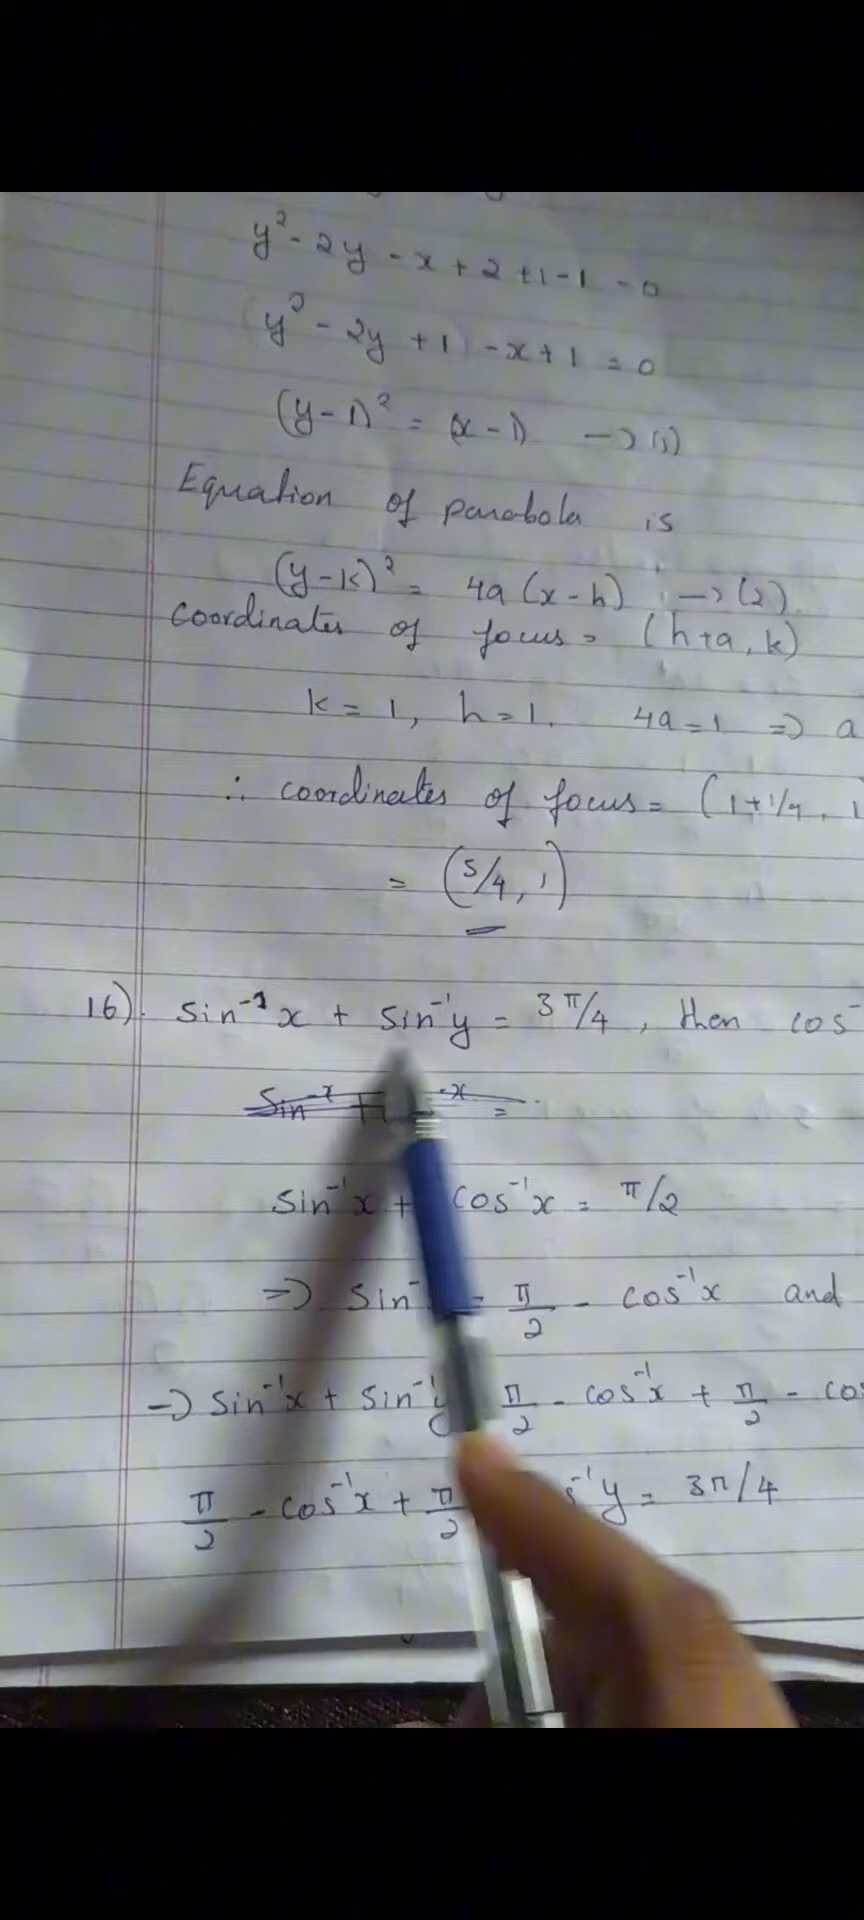 y² - 2y - x + 2 + 1 - 1 = 0
(y² - 2y + 1) - x + 1 = 0
(y-1)² = (x-1) → (1)
Equation of parabola is
(y-k)² = 4a(x-h) → (2).
coordinates of focus = (h+a, k)
k = 1, h = 1. 4a = 1 ⇒ a
∴ coordinates of focus = (1+1/4, 1
= (5/4, 1)
16). sin⁻¹x + sin⁻¹y = 3π/4, then cos⁻
sin⁻¹x + cos⁻¹x = π/2
⇒ sin⁻ = π/2 - cos⁻¹x and
→ sin⁻¹x + sin⁻¹y π/2 - cos⁻¹x + π/2 - co
π/2 - cos⁻¹x + π/2 s⁻¹y = 3π/4